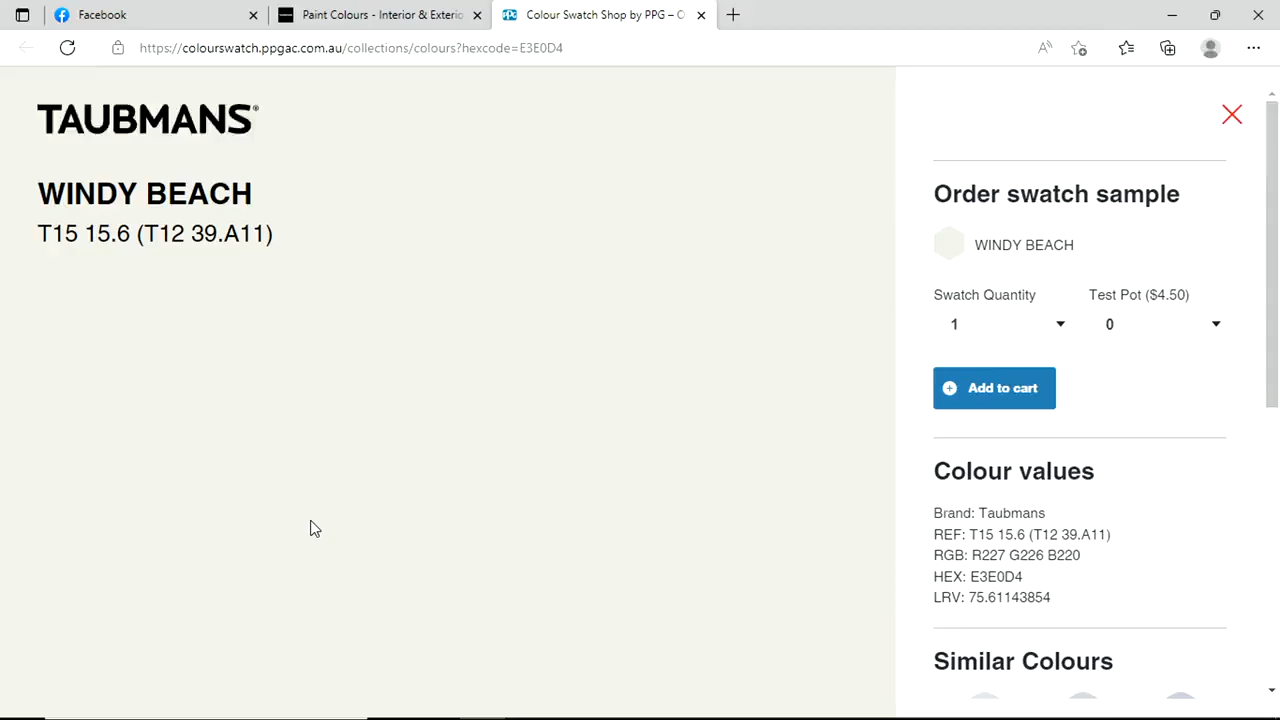 Facebook
Paint Colours - Interior & Exterio
Colour Swatch Shop by PPG – O
https://colourswatch.ppgac.com.au/collections/colours?hexcode=E3E0D4
TAUBMANS®
WINDY BEACH
T15 15.6 (T12 39.A11)
Order swatch sample
WINDY BEACH
Swatch Quantity
Test Pot ($4.50)
1
0
Add to cart
Colour values
Brand: Taubmans
REF: T15 15.6 (T12 39.A11)
RGB: R227 G226 B220
HEX: E3E0D4
LRV: 75.61143854
Similar Colours